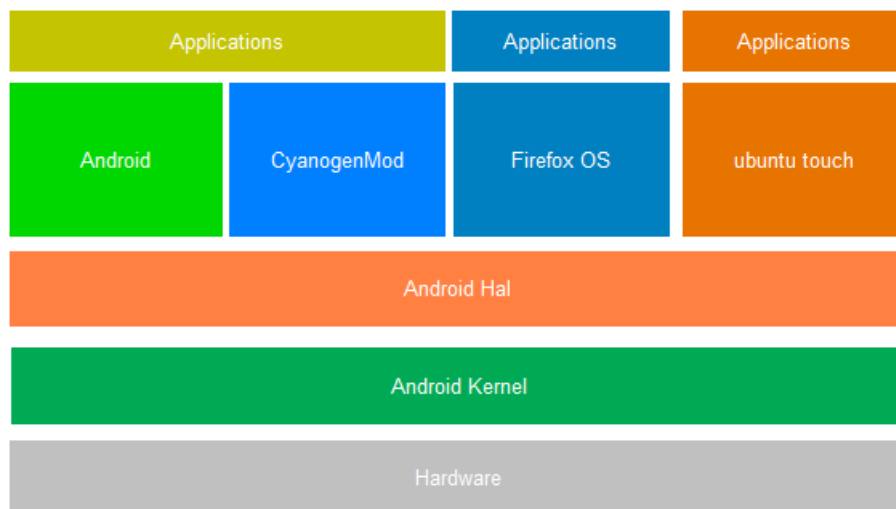 Applications
Applications
Applications
Android
CyanogenMod
Firefox OS
ubuntu touch
Android Hal
Android Kernel
Hardware